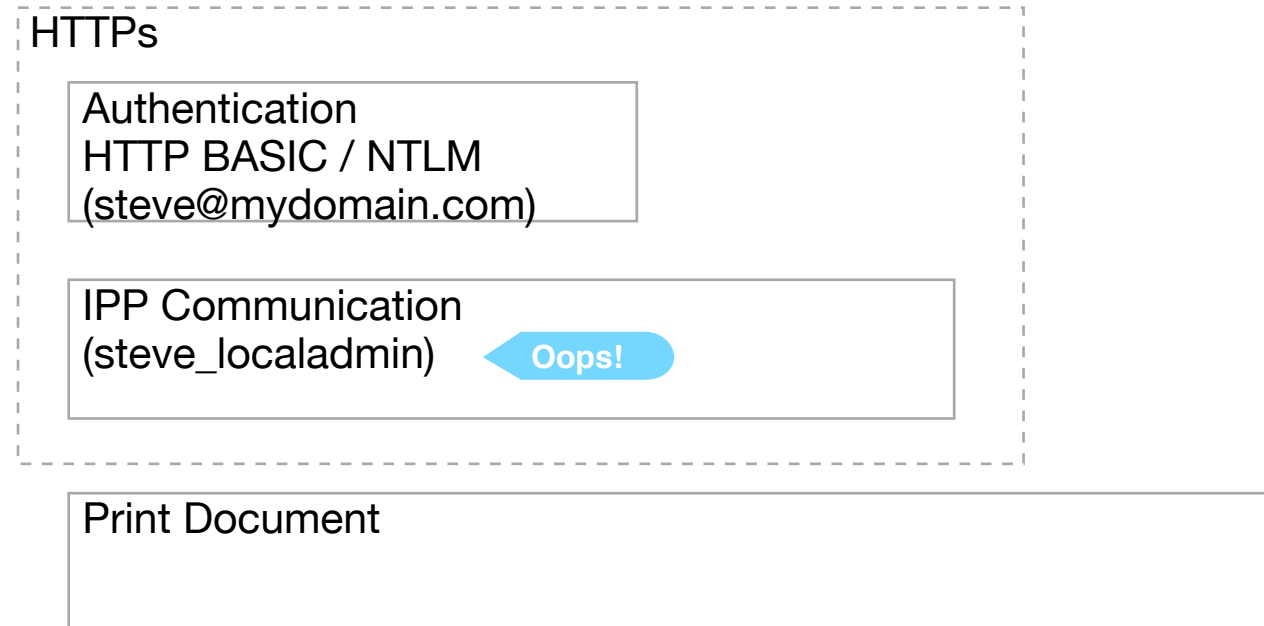 HTTPs
Authentication
HTTP BASIC / NTLM
(steve@mydomain.com)
IPP Communication
(steve_localadmin)
Oops!
Print Document